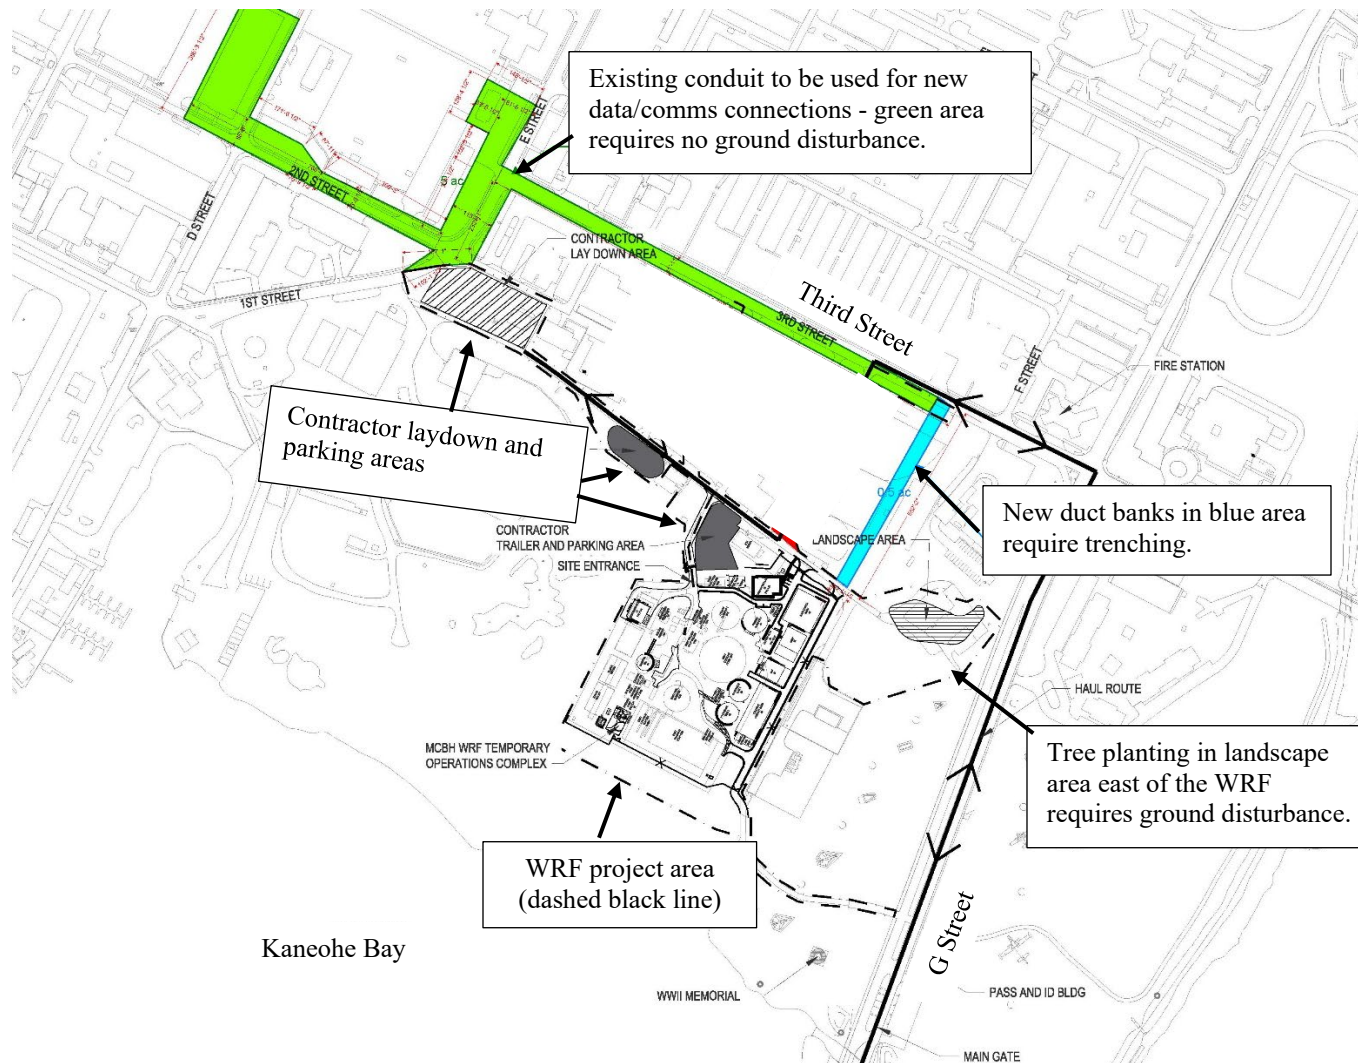 Existing conduit to be used for new
data/comms connections - green area
requires no ground disturbance.
E STREET
2ND STREET
D STREET
CONTRACTOR
LAY DOWN AREA
1ST STREET
Third Street
3RD STREET
F STREET
FIRE STATION
Contractor laydown and
parking areas
0.5 ac
New duct banks in blue area
require trenching.
CONTRACTOR
TRAILER AND PARKING AREA
SITE ENTRANCE
LANDSCAPE AREA
HAUL ROUTE
MCBH WRF TEMPORARY
OPERATIONS COMPLEX
Tree planting in landscape
area east of the WRF
requires ground disturbance.
WRF project area
(dashed black line)
G Street
Kaneohe Bay
WWII MEMORIAL
PASS AND ID BLDG
MAIN GATE